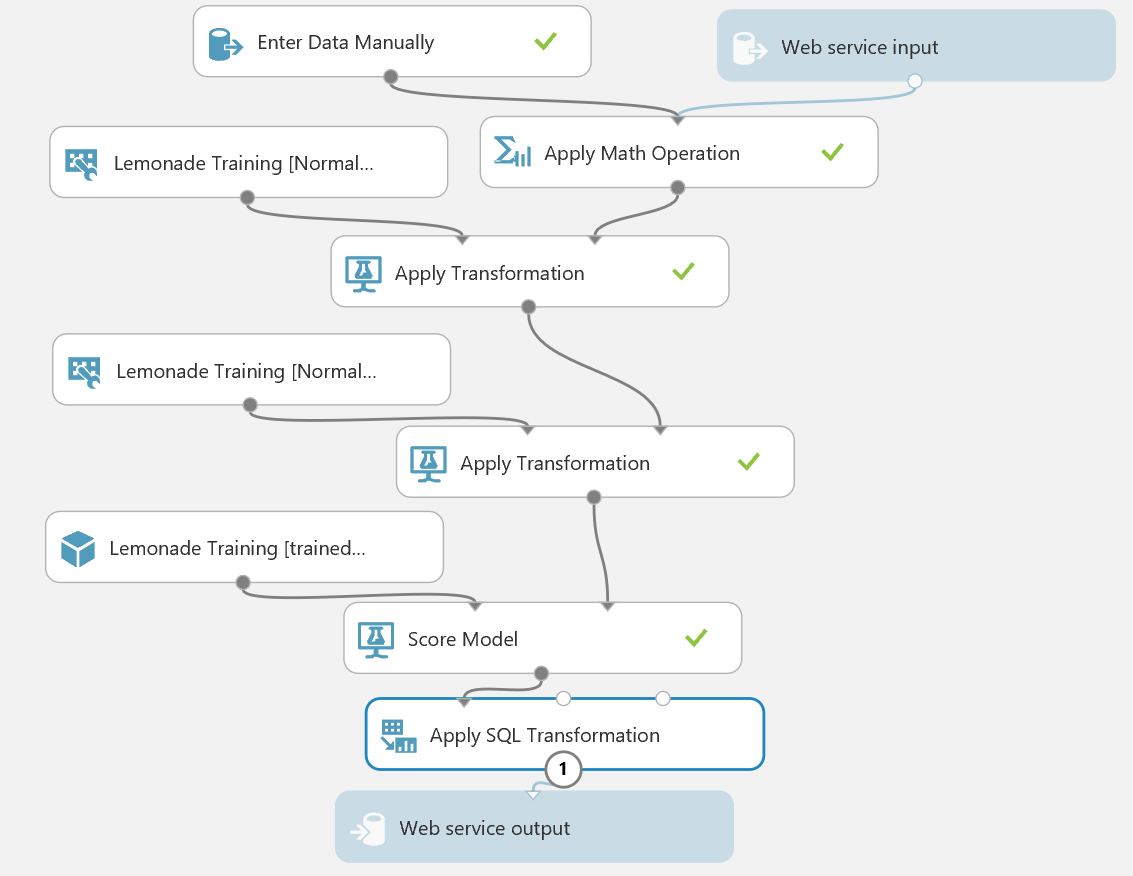 Enter Data Manually
Web service input
Apply Math Operation
Lemonade Training [Normal...
Apply Transformation
Lemonade Training [Normal...
Apply Transformation
Lemonade Training [trained...
Score Model
Apply SQL Transformation
1
Web service output